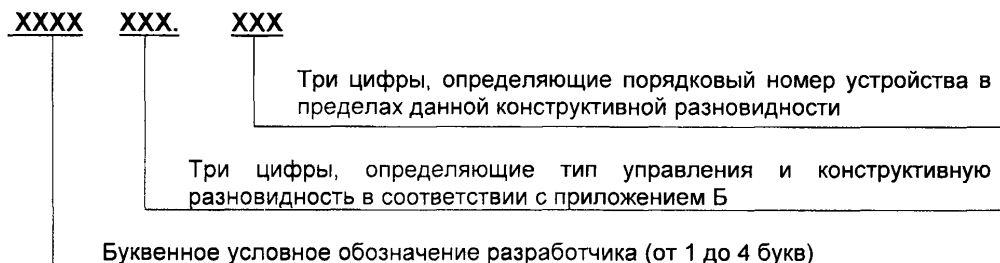 XXXX XXX. XXX
Три цифры, определяющие порядковый номер устройства в
пределах данной конструктивной разновидности
Три цифры, определяющие тип управления и конструктивную
разновидность в соответствии с приложением Б
Буквенное условное обозначение разработчика (от 1 до 4 букв)